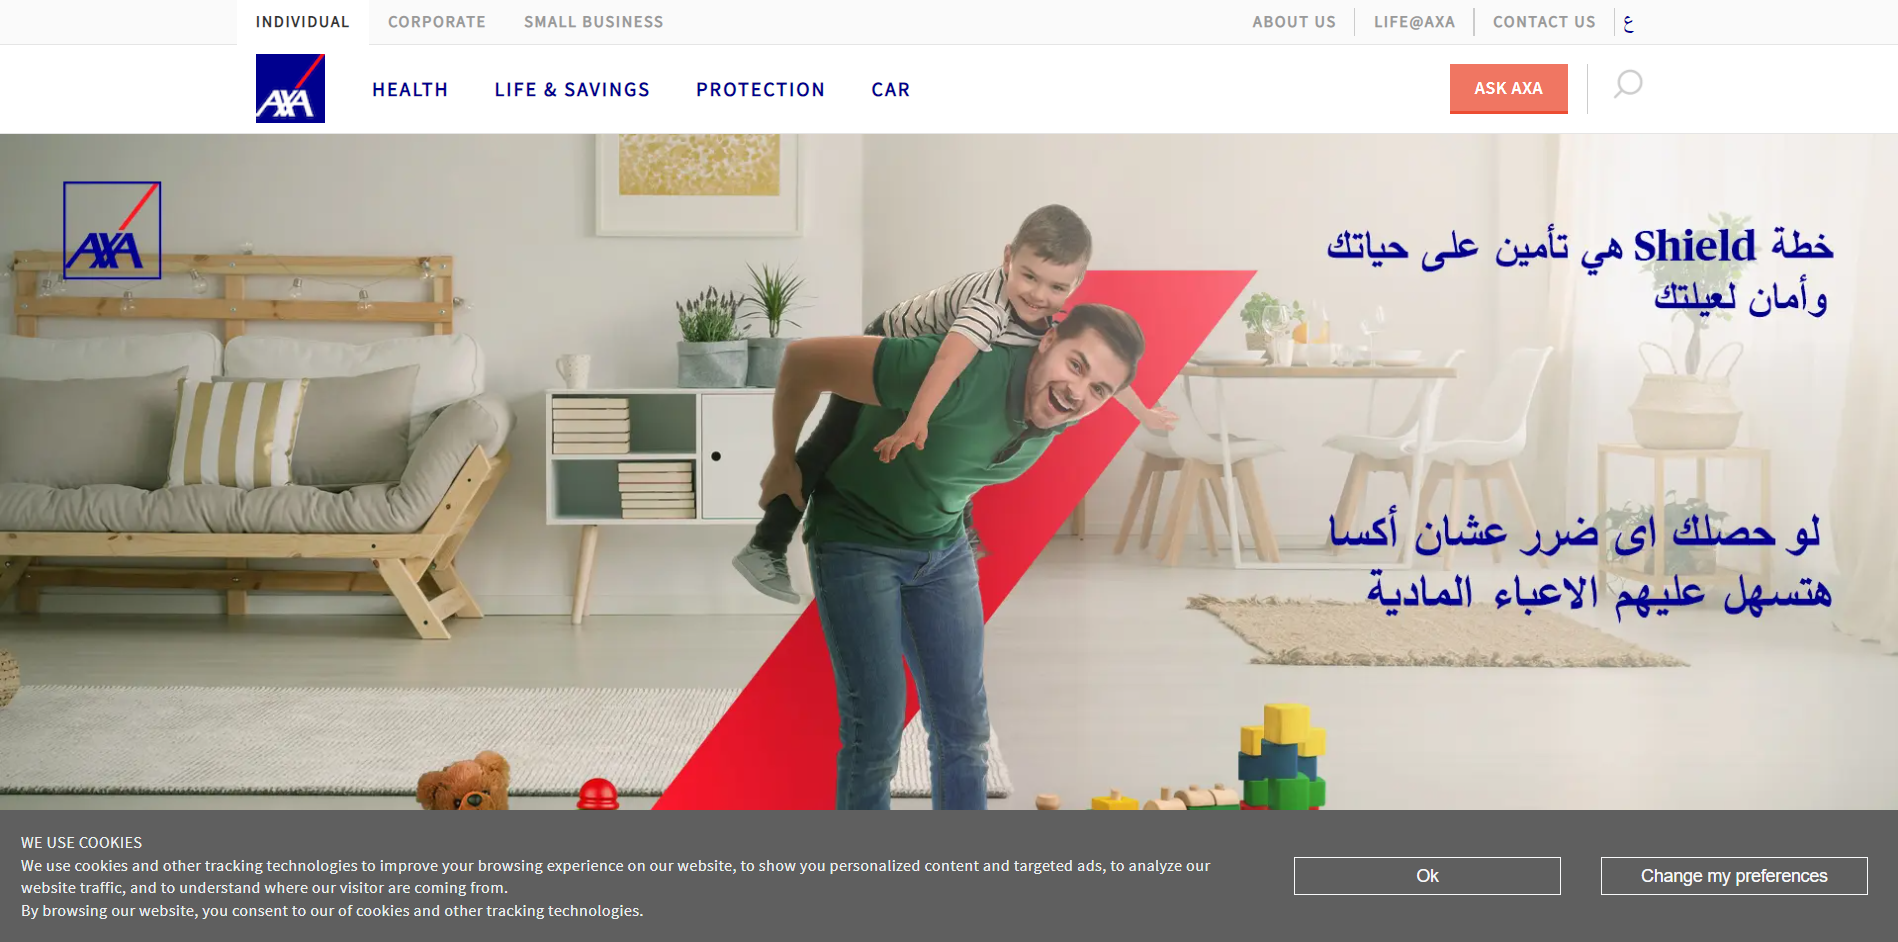 INDIVIDUAL CORPORATE SMALL BUSINESS ABOUT US LIFE@AXA CONTACT US ع
AXA HEALTH LIFE & SAVINGS PROTECTION CAR ASK AXA
AXA
خطة Shield هي تأمين على حياتك
وأمان لعيلتك
لو حصلك اى ضرر عشان أكسا
هتسهل عليهم الاعباء المادية
WE USE COOKIES
We use cookies and other tracking technologies to improve your browsing experience on our website, to show you personalized content and targeted ads, to analyze our
website traffic, and to understand where our visitor are coming from.
By browsing our website, you consent to our of cookies and other tracking technologies.
Ok Change my preferences